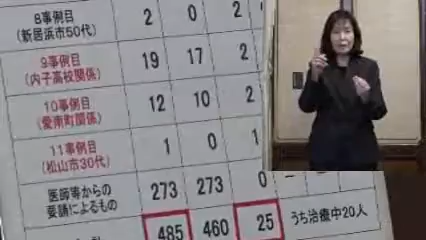 8事例目 2 0 2
(新居浜市50代)
9事例目 19 17 2
(内子高校関係)
10事例目 12 10 2
(愛南町関係)
11事例目 1 0 1
(松山市30代)
医師等からの 273 273 0
要請によるもの
485 460 25 うち治療中20人